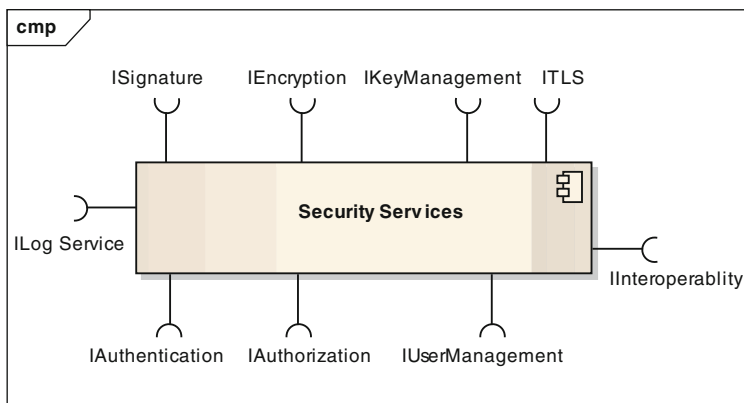 cmp
ISignature
IEncryption
IKeyManagement
ITLS
Security Services
ILog Service
IInteroperablity
IAuthentication
IAuthorization
IUserManagement